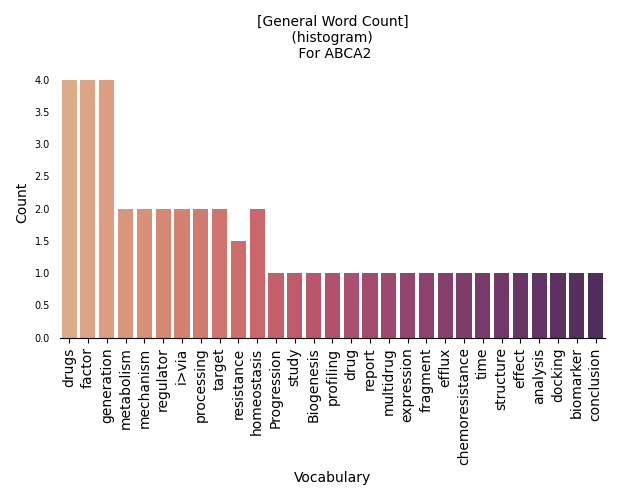 [General Word Count]
(histogram)
For ABCA2
4.0
3.5
3.0
2.5
2.0
1.5
1.0
0.5
0.0
Count
drugs
factor
generation
metabolism
mechanism
regulator
i>via
processing
target
resistance
homeostasis
Progression
study
Biogenesis
profiling
drug
report
multidrug
expression
fragment
efflux
chemoresistance
time
structure
effect
analysis
docking
biomarker
conclusion
Vocabulary